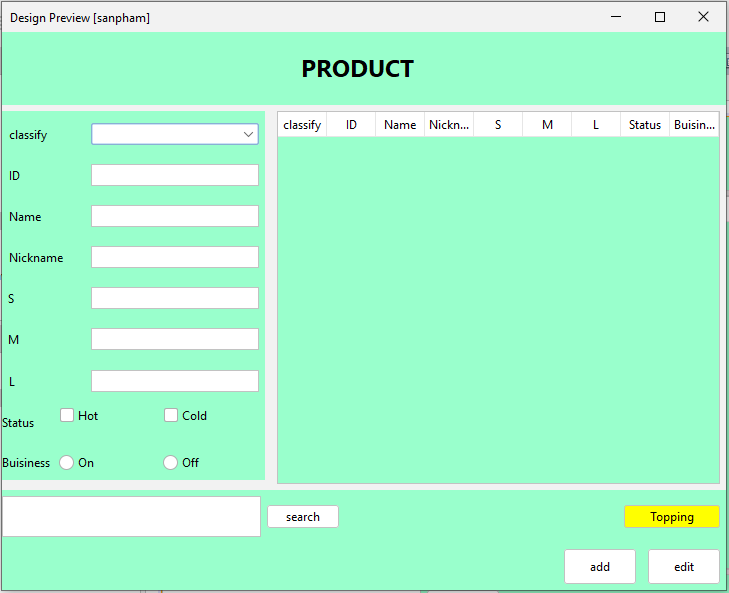 Design Preview [sanpham]
PRODUCT
classify
ID
Name
Nickname
S
M
L
Status Hot Cold
Buisiness On Off
classify ID Name Nickn... S M L Status Buisin...
search
Topping
add edit